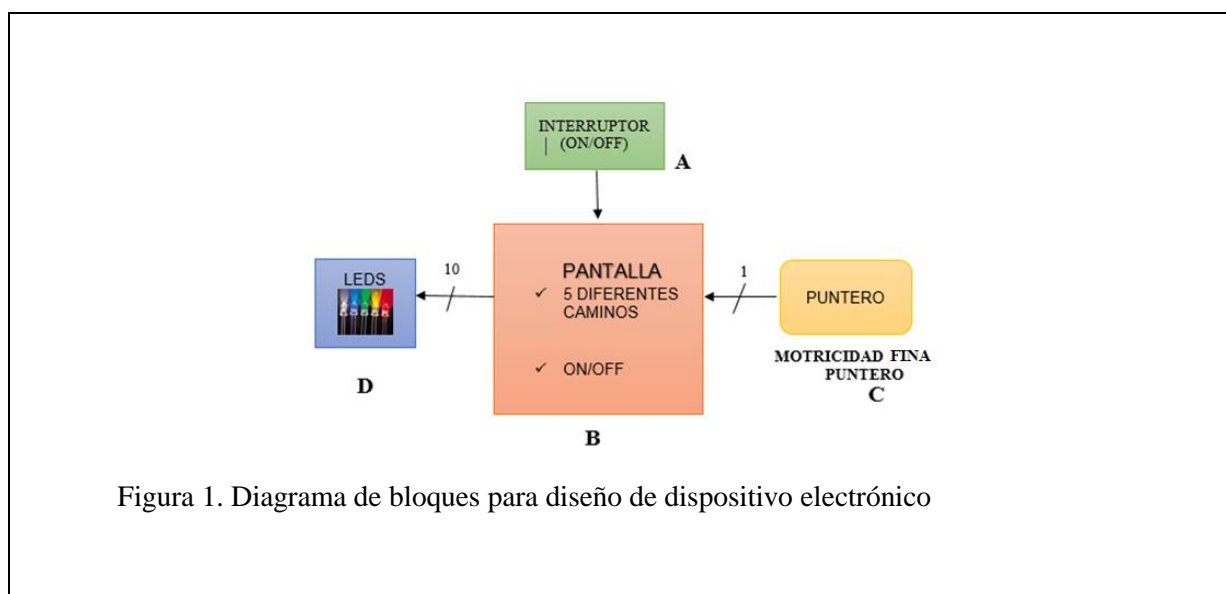 INTERRUPTOR
| (ON/OFF)
A
LEDS
10
PANTALLA
✓ 5 DIFERENTES
CAMINOS
✓ ON/OFF
1
PUNTERO
MOTRICIDAD FINA
PUNTERO
C
D
B
Figura 1. Diagrama de bloques para diseño de dispositivo electrónico